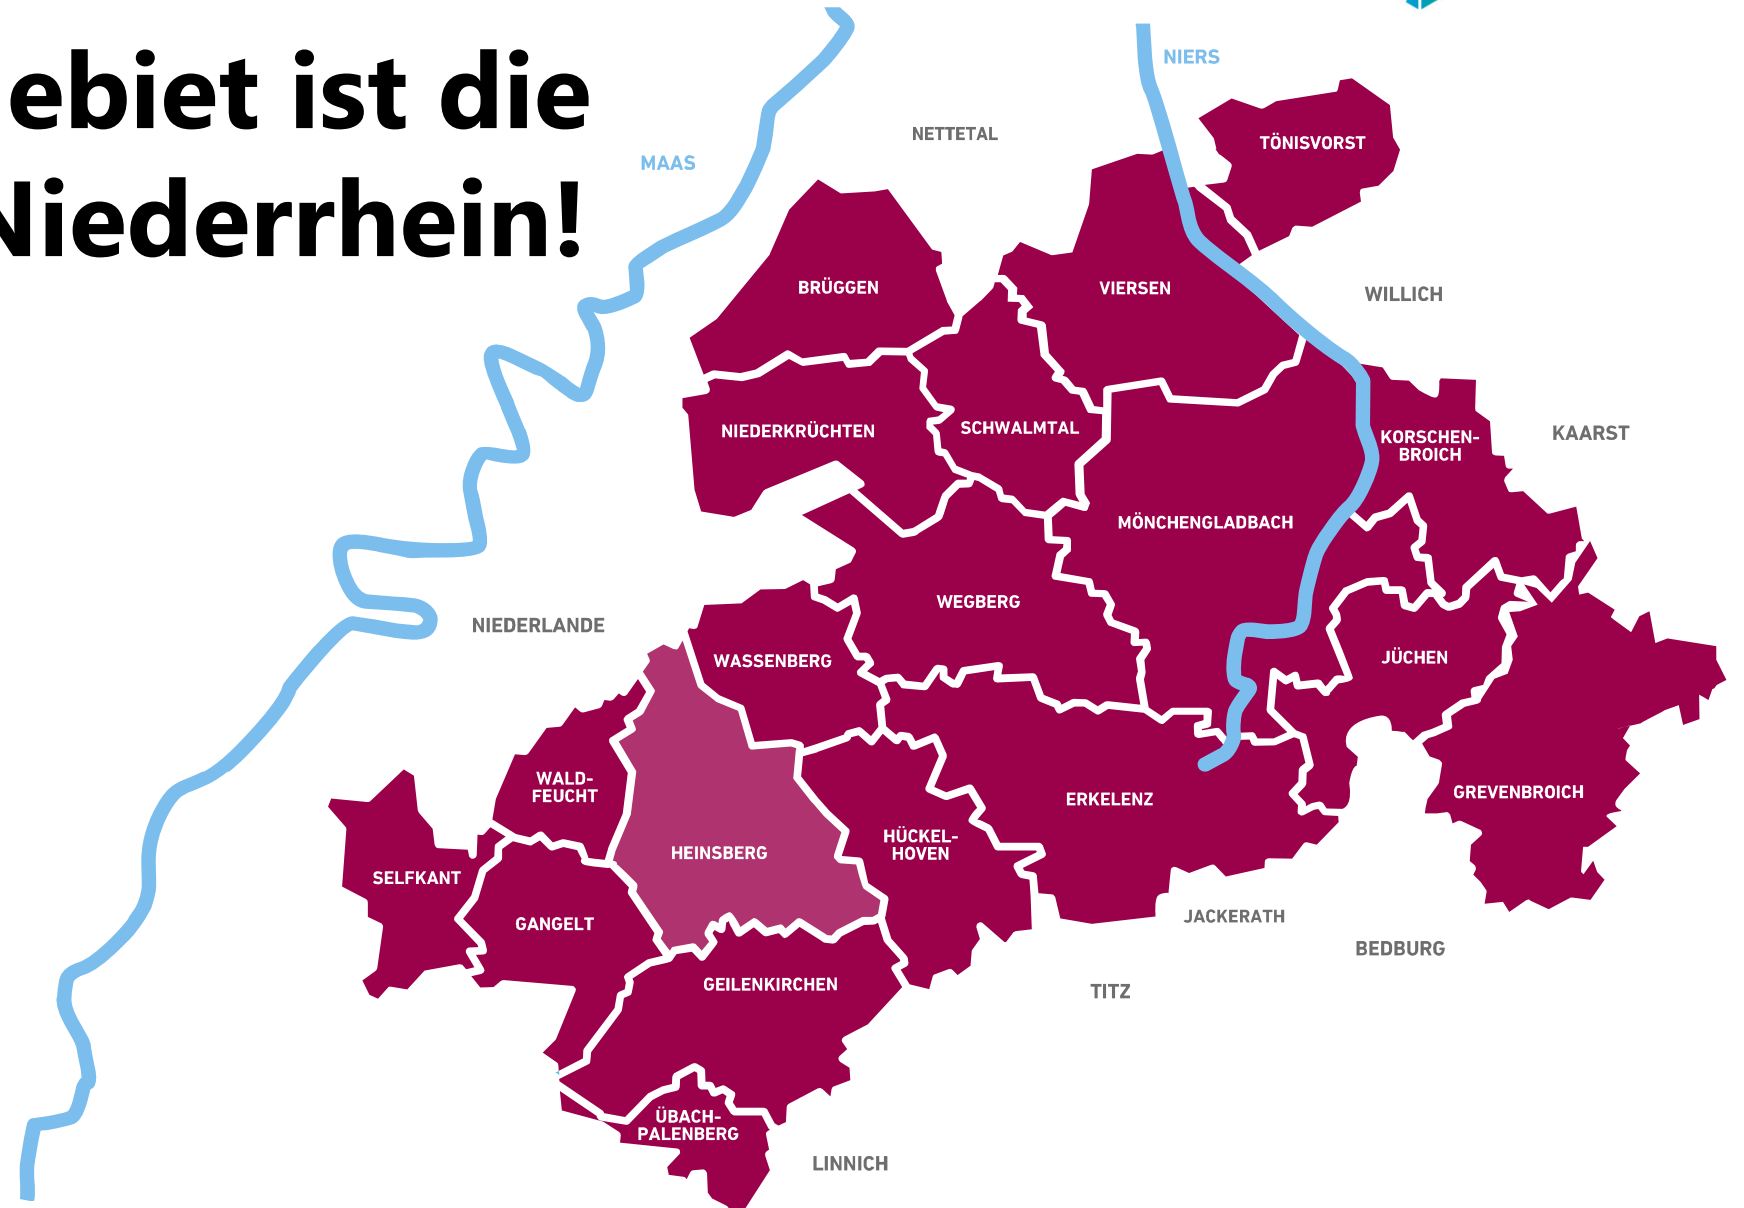 ebiet ist die
Niederrhein!
NIERS
NETTETAL
TÖNISVORST
MAAS
BRÜGGEN
VIERSEN
WILLICH
NIEDERKRÜCHTEN
SCHWALMTAL
KORSCHEN-
BROICH
KAARST
MÖNCHENGLADBACH
WEGBERG
NIEDERLANDE
WASSENBERG
JÜCHEN
WALD-
FEUCHT
ERKELENZ
GREVENBROICH
HEINSBERG
HÜCKEL-
HOVEN
SELFKANT
GANGELT
JACKERATH
BEDBURG
GEILENKIRCHEN
TITZ
ÜBACH-
PALENBERG
LINNICH